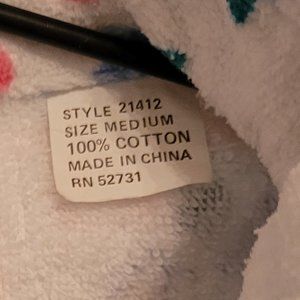 STYLE 21412
SIZE MEDIUM
100% COTTON
MADE IN CHINA
RN 52731